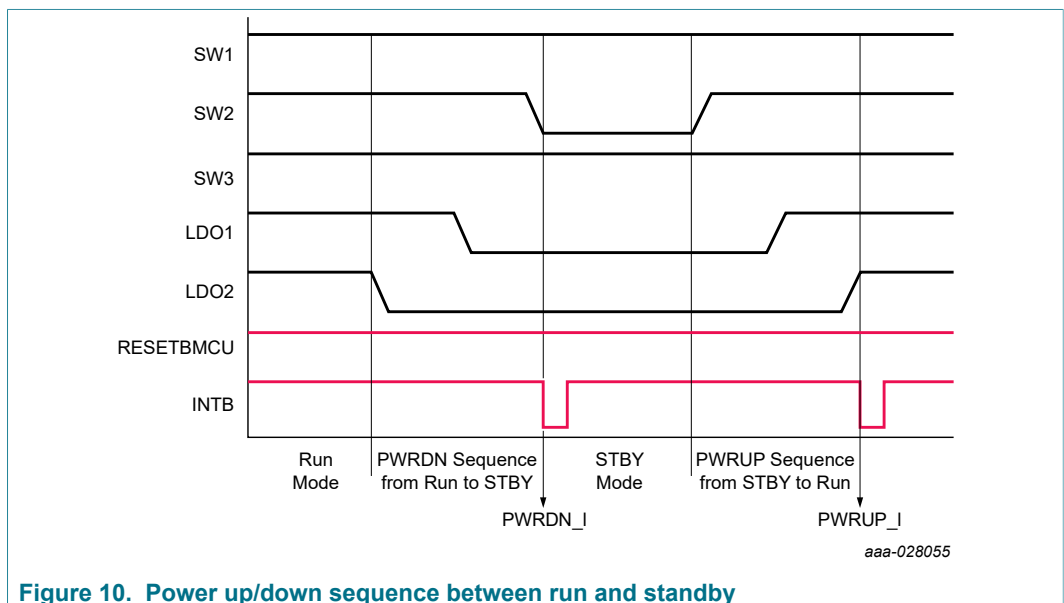 SW1
SW2
SW3
LDO1
LDO2
RESETBMCU
INTB
Run
Mode
PWRDN Sequence
from Run to STBY
STBY
Mode
PWRUP Sequence
from STBY to Run
PWRDN_I
PWRUP_I
aaa-028055
Figure 10. Power up/down sequence between run and standby